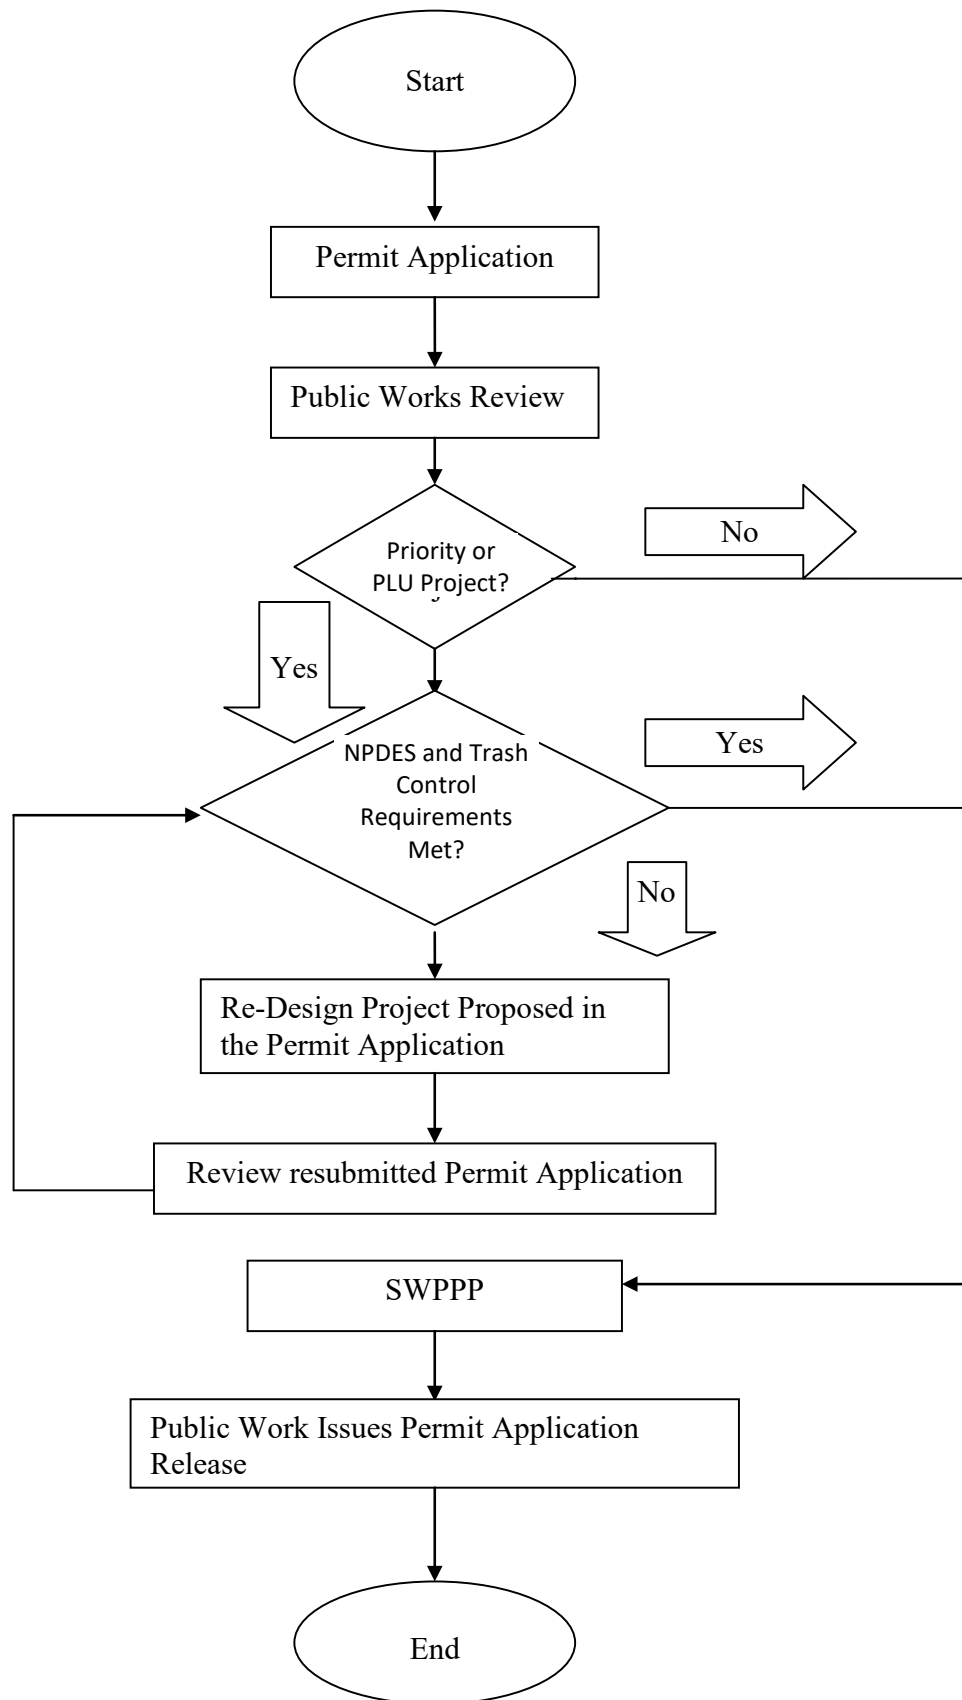 Start
Permit Application
Public Works Review
No
Priority or
PLU Project?
Yes
Yes
NPDES and Trash
Control
Requirements
Met?
No
Re-Design Project Proposed in
the Permit Application
Review resubmitted Permit Application
SWPPP
Public Work Issues Permit Application
Release
End